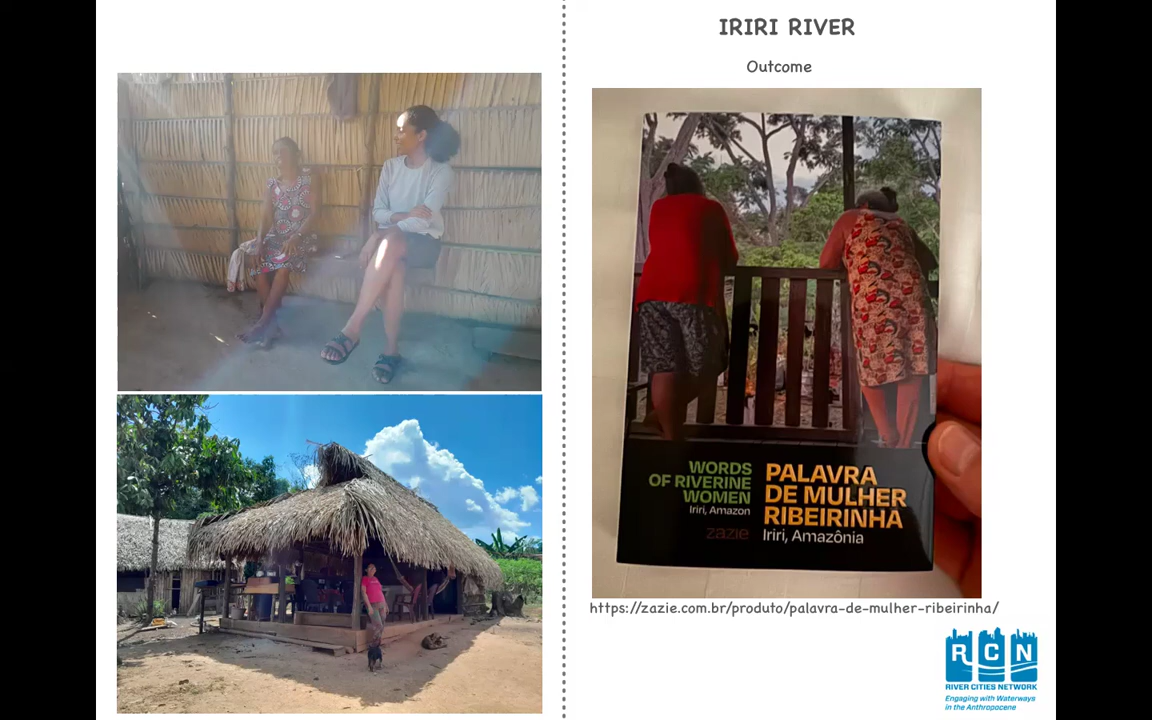 IRIRI RIVER
Outcome
WORDS
OF RIVERINE
WOMEN
Iriri, Amazon
zazie
PALAVRA
DE MULHER
RIBEIRINHA
Iriri, Amazônia
https://zazie.com.br/produto/palavra-de-mulher-ribeirinha/
RCN
RIVER CITIES NETWORK
Engaging with Waterways
in the Anthropocene